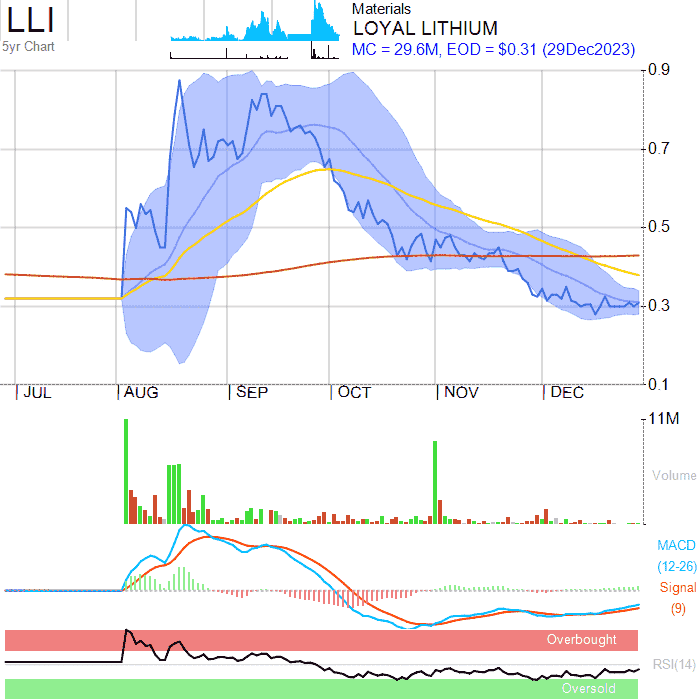 LLI
5yr Chart
Materials
LOYAL LITHIUM
MC = 29.6M, EOD = $0.31 (29Dec2023)
0.9
0.7
0.5
0.3
0.1
JUL AUG SEP OCT NOV DEC
11M
Volume
MACD
(12-26)
Signal
(9)
Overbought
RSI(14)
Oversold